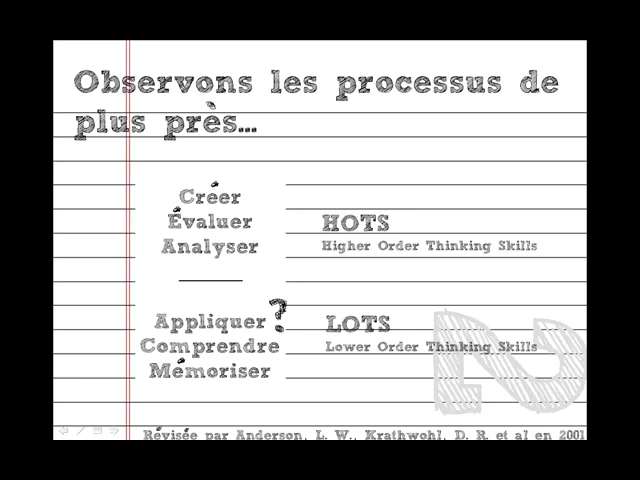 Observons les processus de
plus près...
Créer
Évaluer
Analyser
HOTS
Higher Order Thinking Skills
Appliquer ?
Comprendre
Mémoriser
LOTS
Lower Order Thinking Skills
2
Révisée par Anderson, L. W., Krathwohl, D. R. et al en 2001